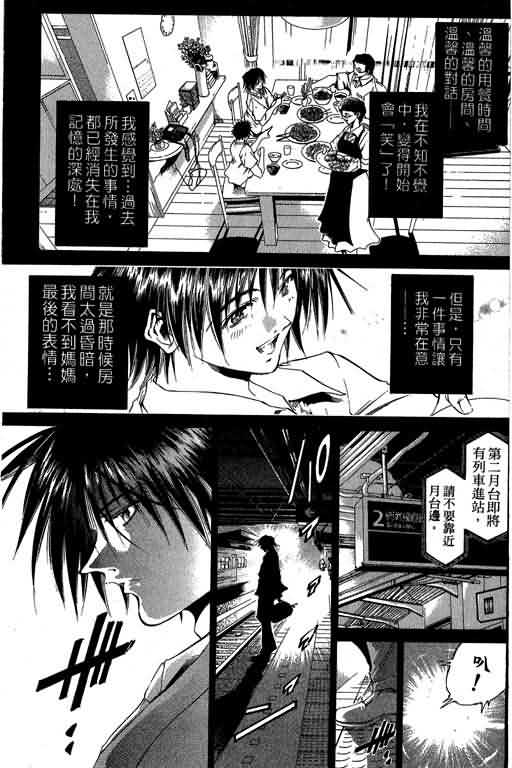 溫馨的用餐時間
、溫馨的房間、
溫馨的對話——
我在不知不覺
中，變得開始
會「笑」了！
我感覺到…過去
所發生的事情，
都已經消失在我
記憶的深處！
但是，只有
一件事情讓
我非常在意
……
就是那時候房
間太過昏暗，
我看不到媽媽
最後的表情…
第二月台即將
有列車進站，
請不要靠近
月台邊。
2
叭！